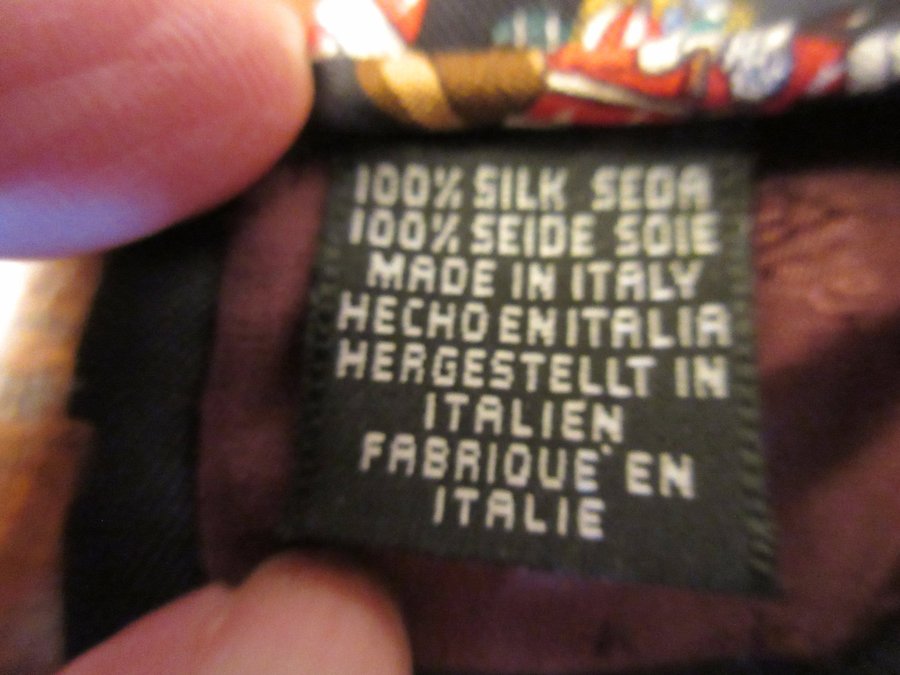 100% SILK SEDA
100% SEIDE SOIE
MADE IN ITALY
HECHO EN ITALIA
HERGESTELLT IN
ITALIEN
FABRIQUE' EN
ITALIE